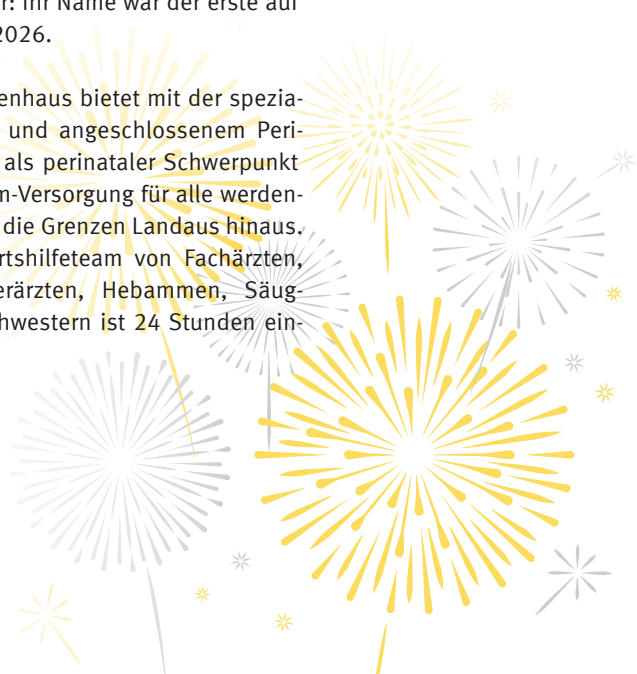 r: Ihr Name war der erste auf
2026.
enhaus bietet mit der spezia-
und angeschlossenem Peri-
als perinataler Schwerpunkt
m-Versorgung für alle werden-
die Grenzen Landaus hinaus.
rtshilfeteam von Fachärzten,
erärzten, Hebammen, Säug-
hwestern ist 24 Stunden ein-